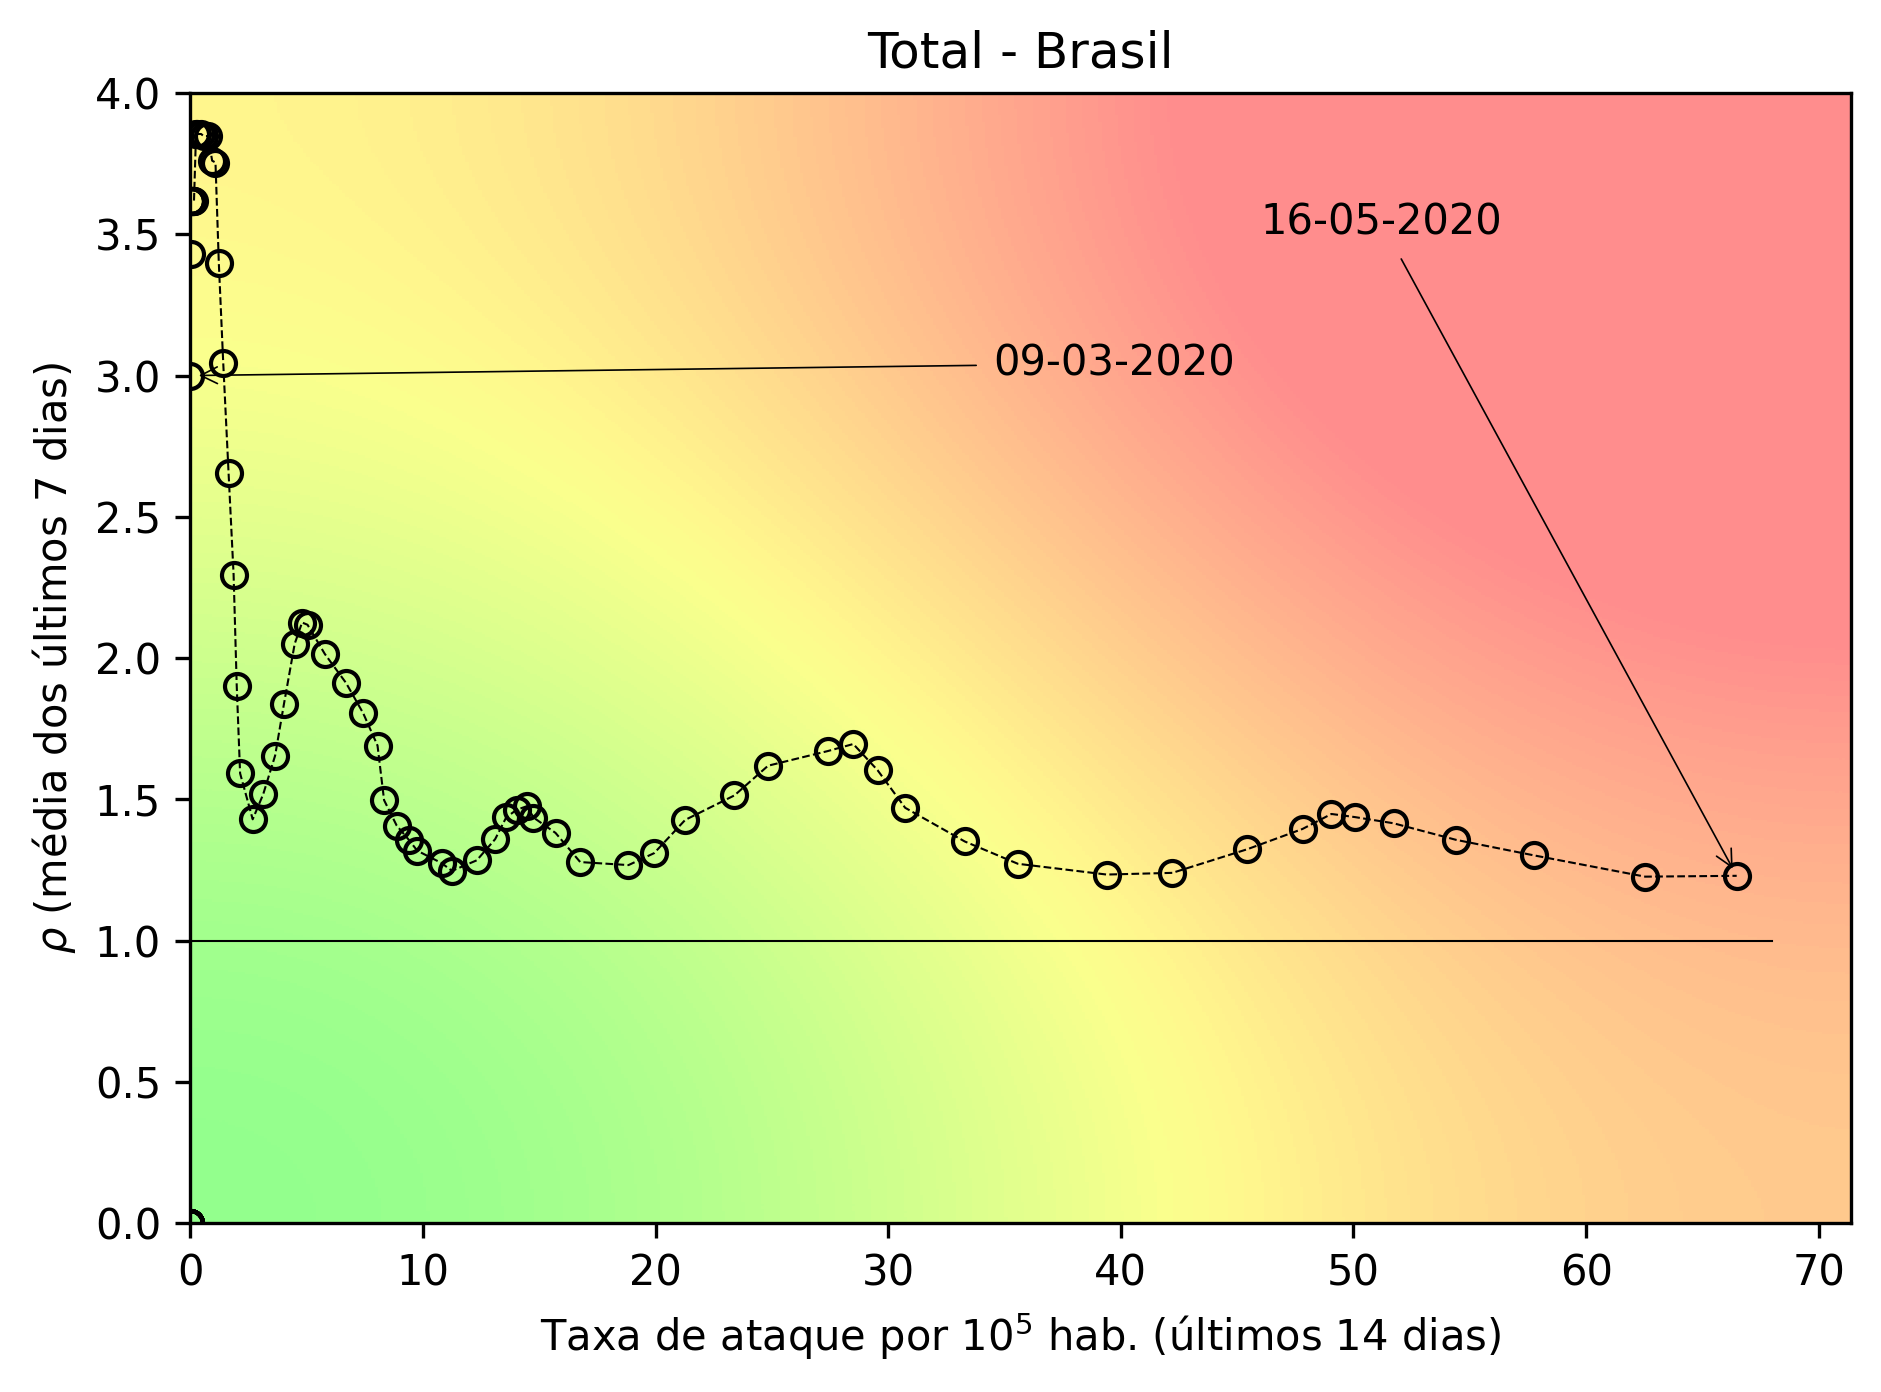 Total - Brasil
4.0
3.5
3.0
2.5
2.0
1.5
1.0
0.5
0.0
ρ (média dos últimos 7 dias)
16-05-2020
09-03-2020
0 10 20 30 40 50 60 70
Taxa de ataque por 10⁵ hab. (últimos 14 dias)